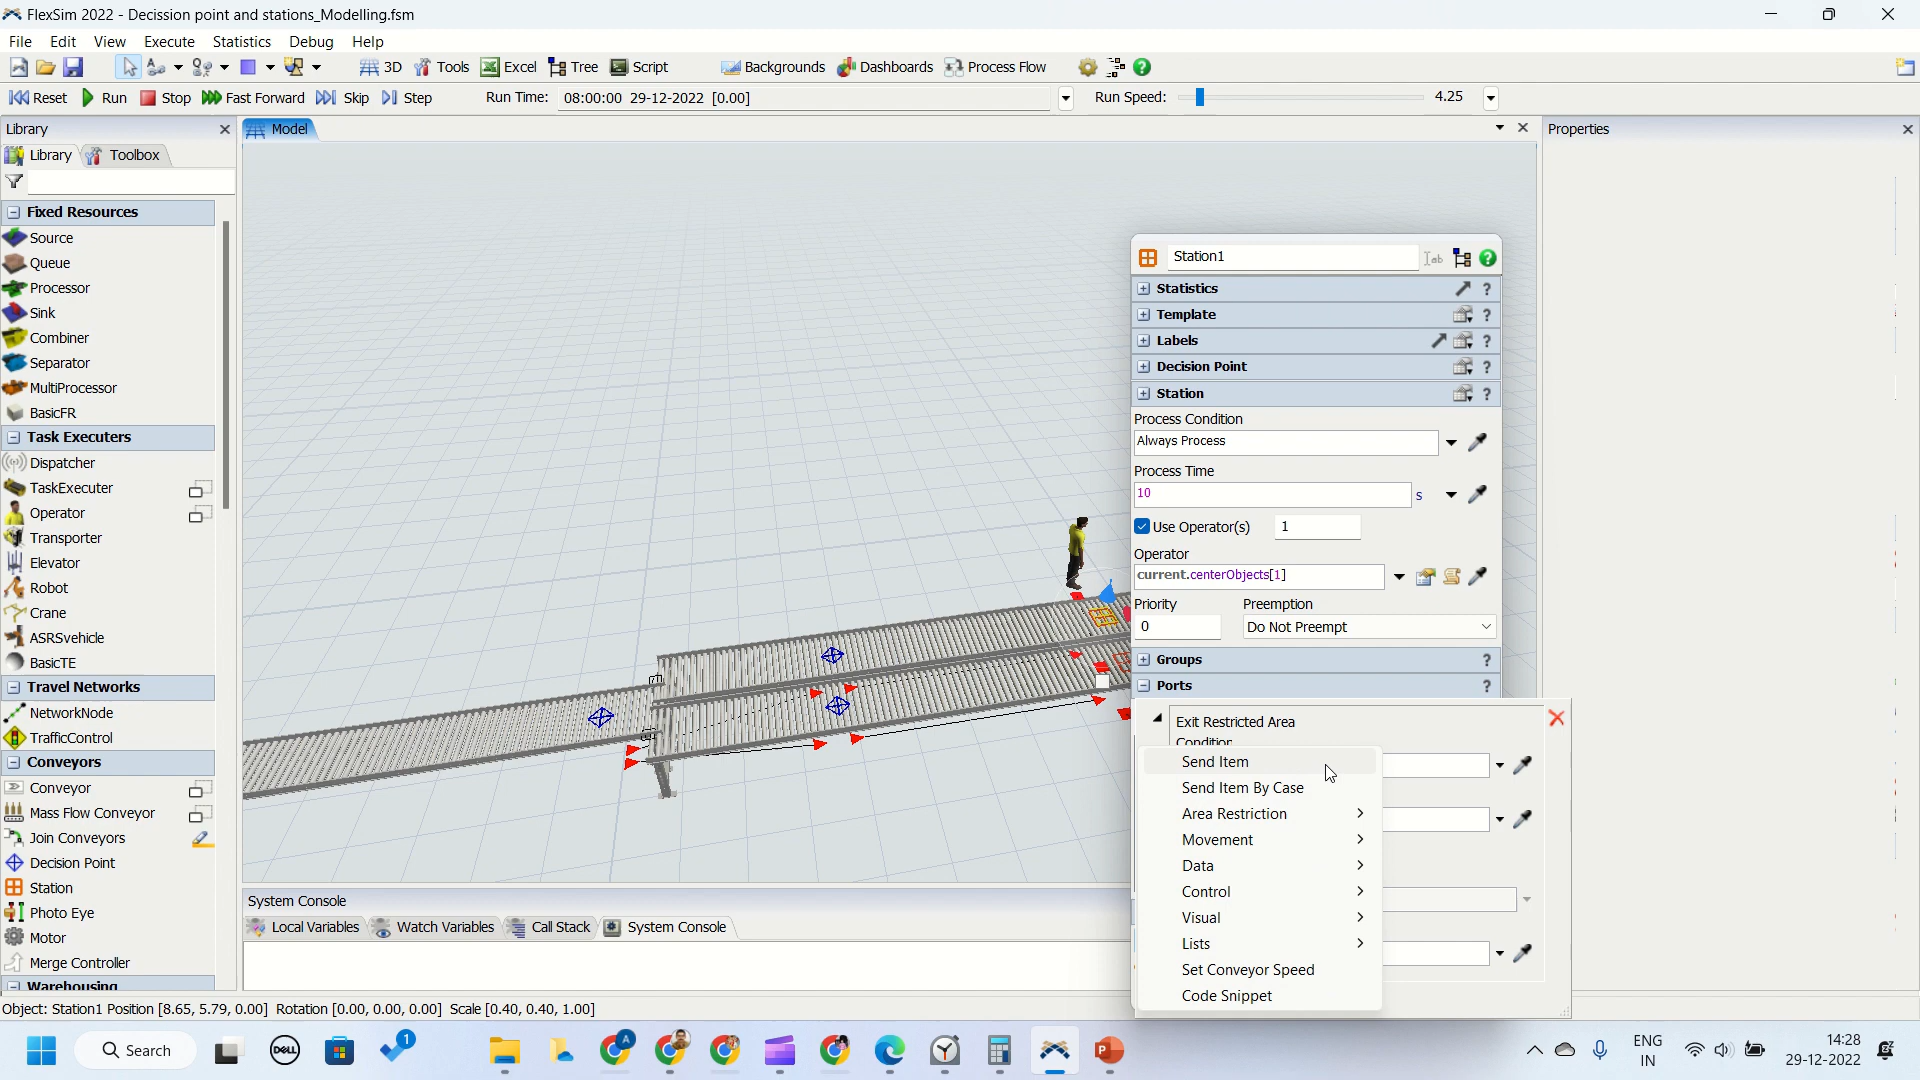 FlexSim 2022 - Decission point and stations_Modelling.fsm
File Edit View Execute Statistics Debug Help
3D Tools Excel Tree Script Backgrounds Dashboards Process Flow
Reset Run Stop Fast Forward Skip Step Run Time: 08:00:00 29-12-2022 [0.00] Run Speed: 4.25
Library
Model
Properties
Library Toolbox
Fixed Resources
Source
Queue
Processor
Sink
Combiner
Separator
MultiProcessor
BasicFR
Task Executers
Dispatcher
TaskExecuter
Operator
Transporter
Elevator
Robot
Crane
ASRSvehicle
BasicTE
Travel Networks
NetworkNode
TrafficControl
Conveyors
Conveyor
Mass Flow Conveyor
Join Conveyors
Decision Point
Station
Photo Eye
Motor
Merge Controller
Warehousing
Station1
Statistics
Template
Labels
Decision Point
Station
Process Condition
Always Process
Process Time
10 s
Use Operator(s) 1
Operator
current.centerObjects[1]
Priority Preemption
0 Do Not Preempt
Groups
Ports
Exit Restricted Area
Condition
Send Item
Send Item By Case
Area Restriction
Movement
Data
Control
Visual
Lists
Set Conveyor Speed
Code Snippet
System Console
Local Variables Watch Variables Call Stack System Console
Object: Station1 Position [8.65, 5.79, 0.00] Rotation [0.00, 0.00, 0.00] Scale [0.40, 0.40, 1.00]
Search
DELL
1
A
P
ENG
IN
14:28
29-12-2022